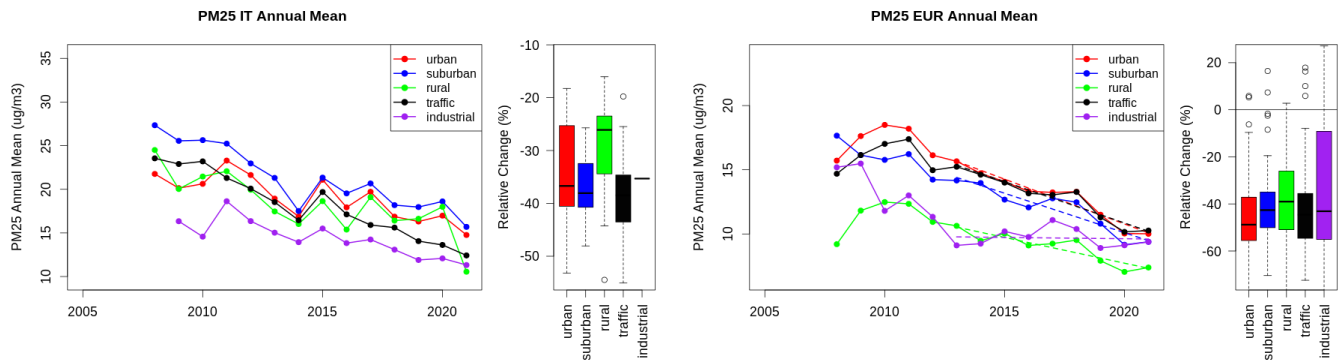 PM25 IT Annual Mean
PM25 Annual Mean (ug/m3)
35
30
25
20
15
10
2005
2010
2015
2020
urban
suburban
rural
traffic
industrial
Relative Change (%)
-10
-20
-30
-40
-50
urban
suburban
rural
traffic
industrial
PM25 EUR Annual Mean
PM25 Annual Mean (ug/m3)
20
15
10
2005
2010
2015
2020
urban
suburban
rural
traffic
industrial
Relative Change (%)
20
0
-20
-40
-60
urban
suburban
rural
traffic
industrial